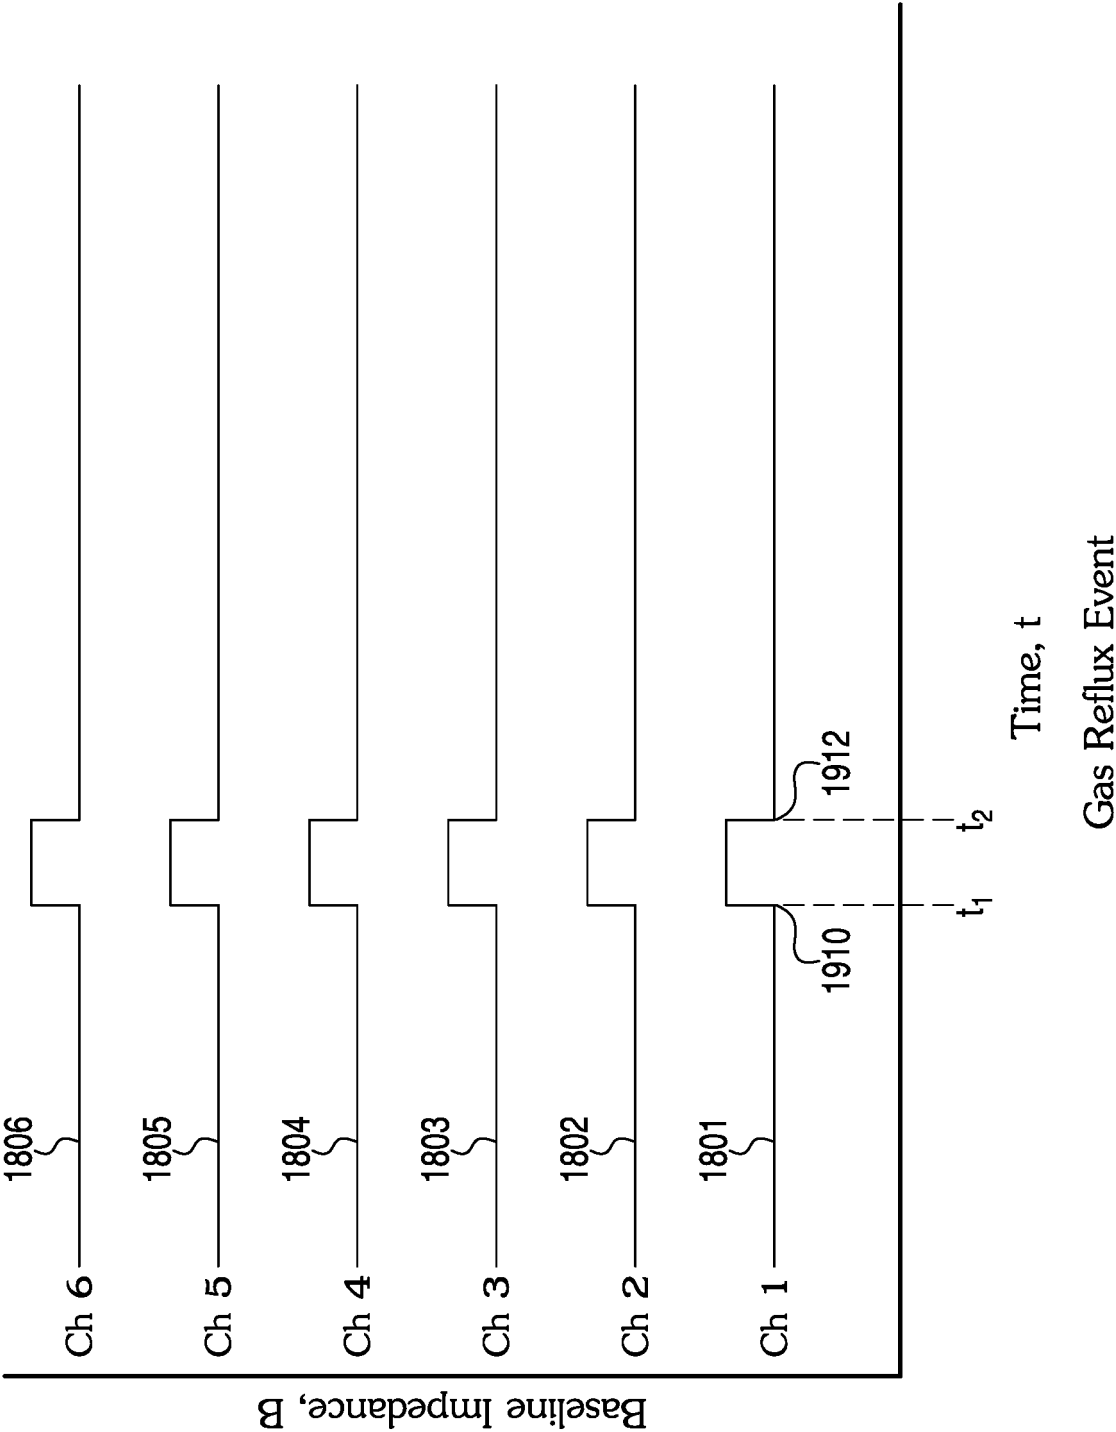 Baseline Impedance, B
Ch 6
1806
Ch 5
1805
Ch 4
1804
Ch 3
1803
Ch 2
1802
Ch 1
1801
1910
1912
t1
t2
Time, t
Gas Reflux Event